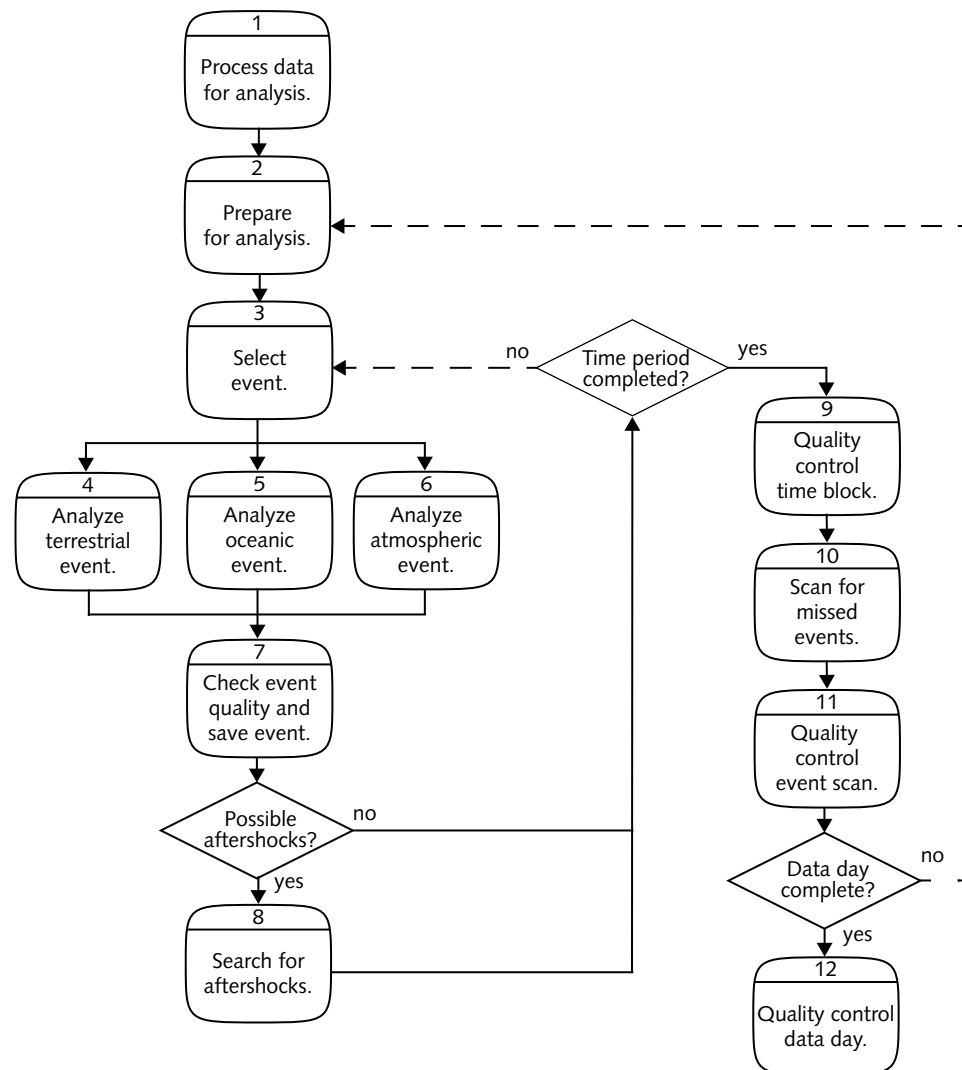 1
Process data
for analysis.
2
Prepare
for analysis.
3
Select
event.
4
Analyze
terrestrial
event.
5
Analyze
oceanic
event.
6
Analyze
atmospheric
event.
7
Check event
quality and
save event.
Possible
aftershocks?
no
yes
8
Search for
aftershocks.
no
Time period
completed?
yes
9
Quality
control
time block.
10
Scan for
missed
events.
11
Quality
control
event scan.
Data day
complete?
no
yes
12
Quality control
data day.